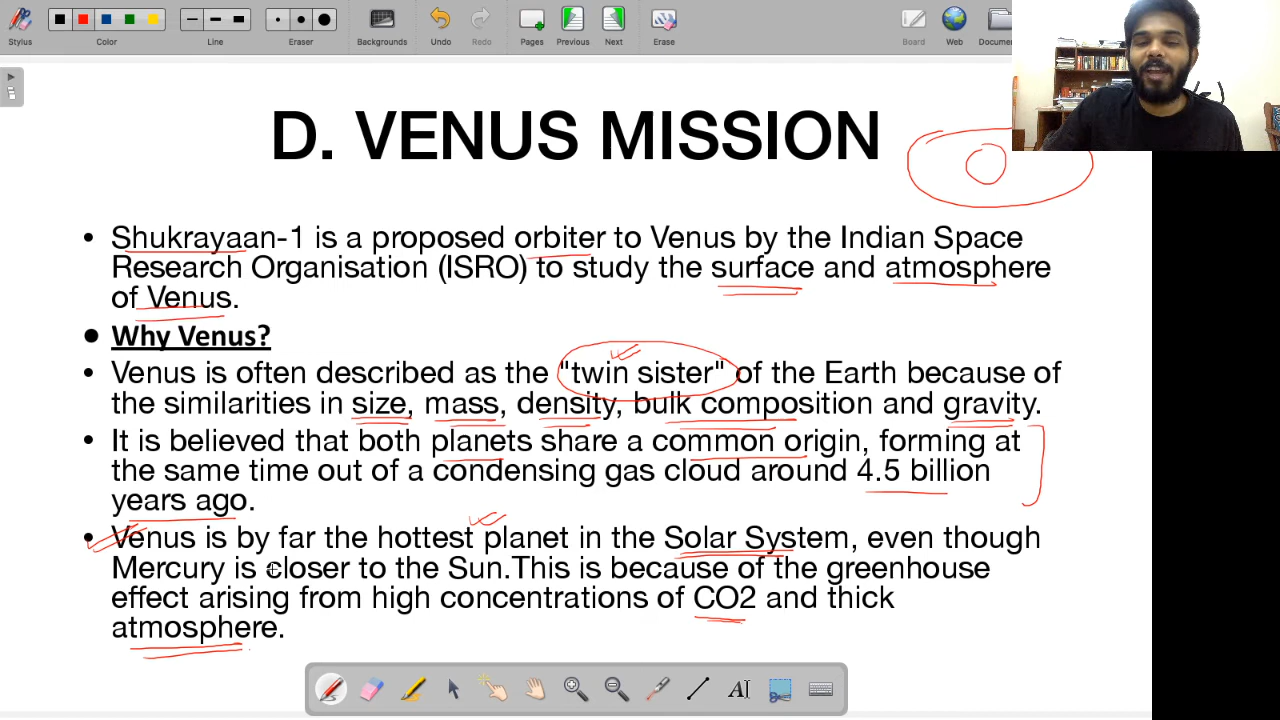 Stylus Color Line Eraser Backgrounds Undo Redo Pages Previous Next Erase Board Web
D. VENUS MISSION
• Shukrayaan-1 is a proposed orbiter to Venus by the Indian Space
Research Organisation (ISRO) to study the surface and atmosphere
of Venus.
• Why Venus?
• Venus is often described as the "twin sister" of the Earth because of
the similarities in size, mass, density, bulk composition and gravity.
• It is believed that both planets share a common origin, forming at
the same time out of a condensing gas cloud around 4.5 billion
years ago.
• Venus is by far the hottest planet in the Solar System, even though
Mercury is closer to the Sun.This is because of the greenhouse
effect arising from high concentrations of CO2 and thick
atmosphere.